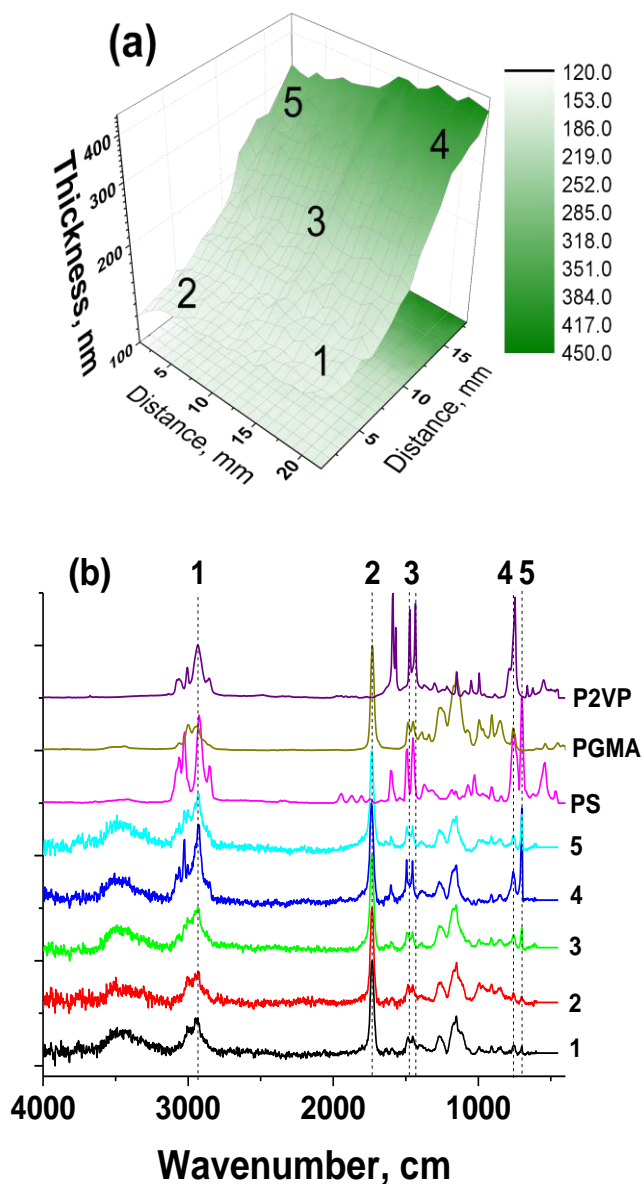 (a)
120.0
153.0
186.0
219.0
252.0
285.0
318.0
351.0
384.0
417.0
450.0
5
4
3
2
1
Thickness, nm
400
300
200
100
5
10
15
20
Distance, mm
5
10
15
Distance, mm
(b)
1 2 3 4 5
P2VP
PGMA
PS
5
4
3
2
1
4000 3000 2000 1000
Wavenumber, cm